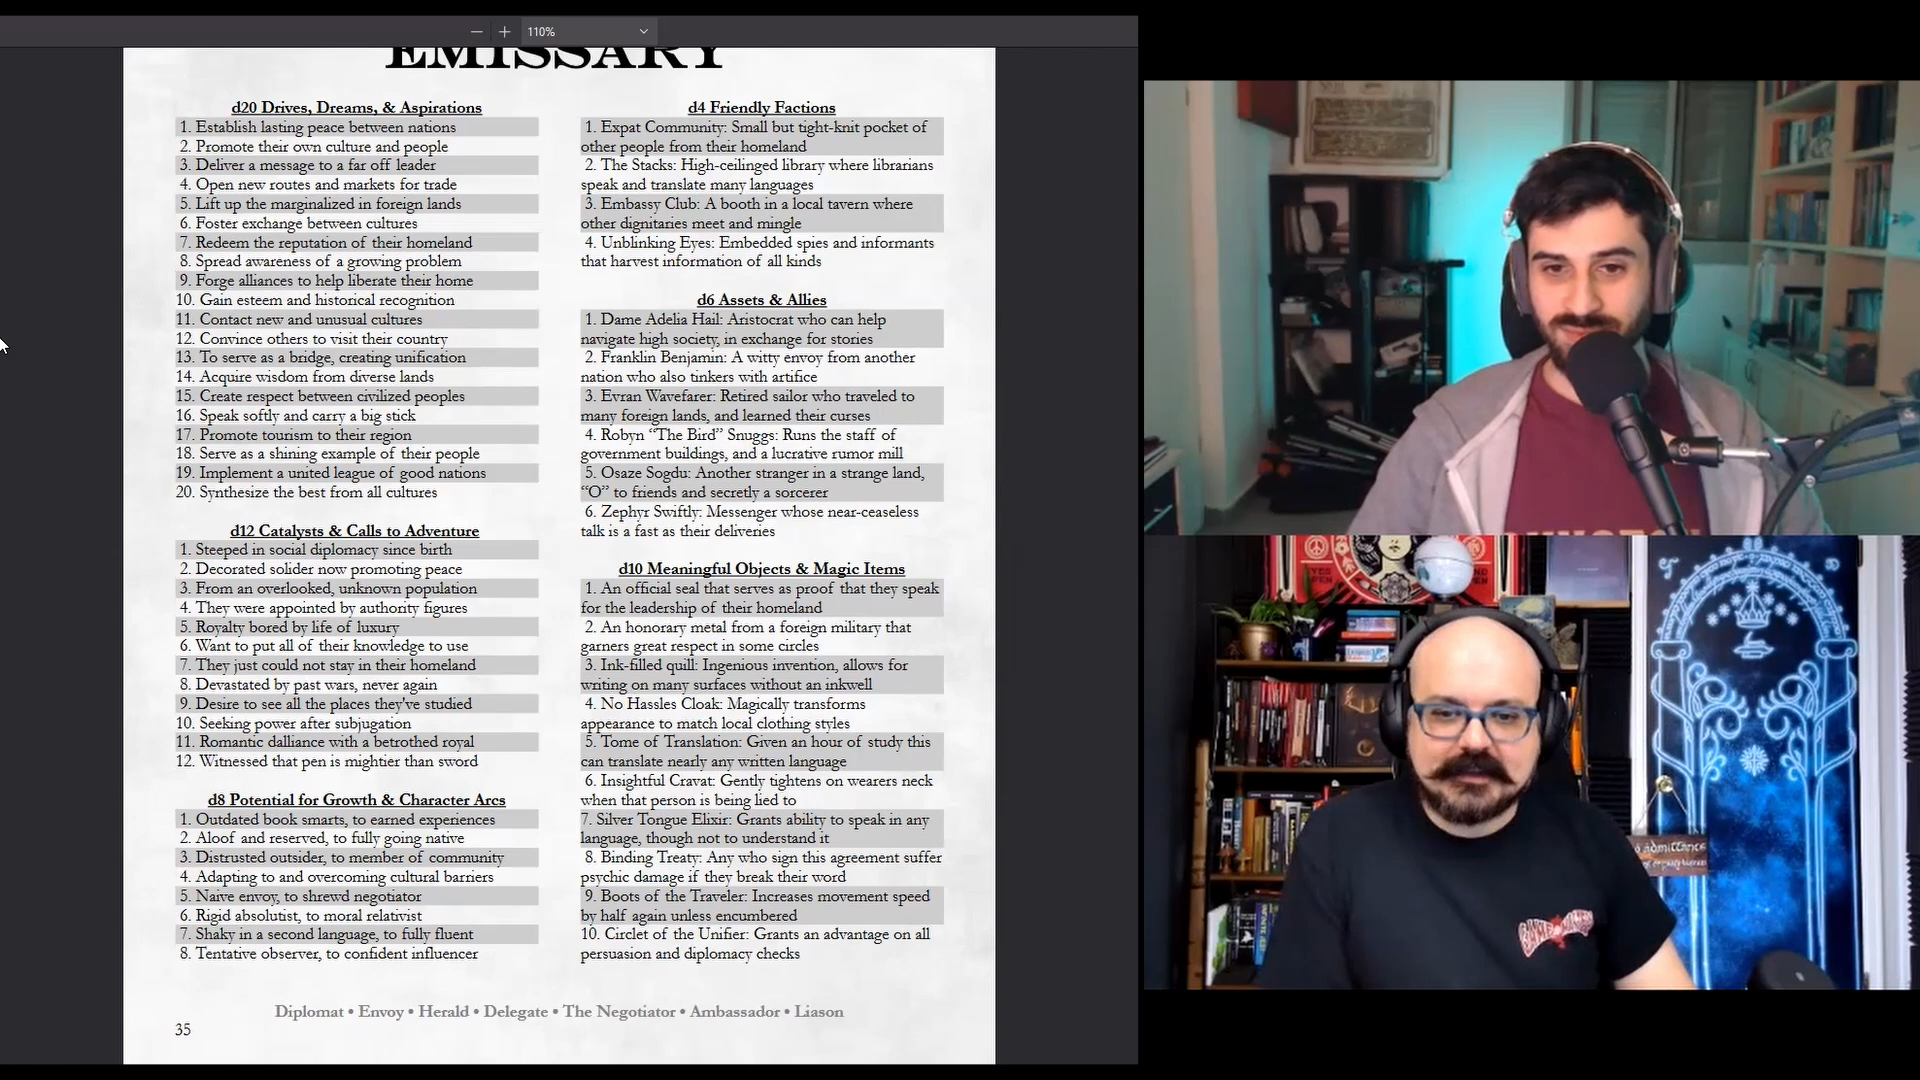 110%
EMISSARY
d20 Drives, Dreams, & Aspirations
1. Establish lasting peace between nations
2. Promote their own culture and people
3. Deliver a message to a far off leader
4. Open new routes and markets for trade
5. Lift up the marginalized in foreign lands
6. Foster exchange between cultures
7. Redeem the reputation of their homeland
8. Spread awareness of a growing problem
9. Forge alliances to help liberate their home
10. Gain esteem and historical recognition
11. Contact new and unusual cultures
12. Convince others to visit their country
13. To serve as a bridge, creating unification
14. Acquire wisdom from diverse lands
15. Create respect between civilized peoples
16. Speak softly and carry a big stick
17. Promote tourism to their region
18. Serve as a shining example of their people
19. Implement a united league of good nations
20. Synthesize the best from all cultures
d12 Catalysts & Calls to Adventure
1. Steeped in social diplomacy since birth
2. Decorated solider now promoting peace
3. From an overlooked, unknown population
4. They were appointed by authority figures
5. Royalty bored by life of luxury
6. Want to put all of their knowledge to use
7. They just could not stay in their homeland
8. Devastated by past wars, never again
9. Desire to see all the places they've studied
10. Seeking power after subjugation
11. Romantic dalliance with a betrothed royal
12. Witnessed that pen is mightier than sword
d8 Potential for Growth & Character Arcs
1. Outdated book smarts, to earned experiences
2. Aloof and reserved, to fully going native
3. Distrusted outsider, to member of community
4. Adapting to and overcoming cultural barriers
5. Naive envoy, to shrewd negotiator
6. Rigid absolutist, to moral relativist
7. Shaky in a second language, to fully fluent
8. Tentative observer, to confident influencer
d4 Friendly Factions
1. Expat Community: Small but tight-knit pocket of
other people from their homeland
2. The Stacks: High-ceilinged library where librarians
speak and translate many languages
3. Embassy Club: A booth in a local tavern where
other dignitaries meet and mingle
4. Unblinking Eyes: Embedded spies and informants
that harvest information of all kinds
d6 Assets & Allies
1. Dame Adelia Hail: Aristocrat who can help
navigate high society, in exchange for stories
2. Franklin Benjamin: A witty envoy from another
nation who also tinkers with artifice
3. Evran Wavefarer: Retired sailor who traveled to
many foreign lands, and learned their curses
4. Robyn “The Bird” Snuggs: Runs the staff of
government buildings, and a lucrative rumor mill
5. Osaze Sogdu: Another stranger in a strange land,
“O” to friends and secretly a sorcerer
6. Zephyr Swiftly: Messenger whose near-ceaseless
talk is a fast as their deliveries
d10 Meaningful Objects & Magic Items
1. An official seal that serves as proof that they speak
for the leadership of their homeland
2. An honorary metal from a foreign military that
garners great respect in some circles
3. Ink-filled quill: Ingenious invention, allows for
writing on many surfaces without an inkwell
4. No Hassles Cloak: Magically transforms
appearance to match local clothing styles
5. Tome of Translation: Given an hour of study this
can translate nearly any written language
6. Insightful Cravat: Gently tightens on wearers neck
when that person is being lied to
7. Silver Tongue Elixir: Grants ability to speak in any
language, though not to understand it
8. Binding Treaty: Any who sign this agreement suffer
psychic damage if they break their word
9. Boots of the Traveler: Increases movement speed
by half again unless encumbered
10. Circlet of the Unifier: Grants an advantage on all
persuasion and diplomacy checks
Diplomat • Envoy • Herald • Delegate • The Negotiator • Ambassador • Liason
35